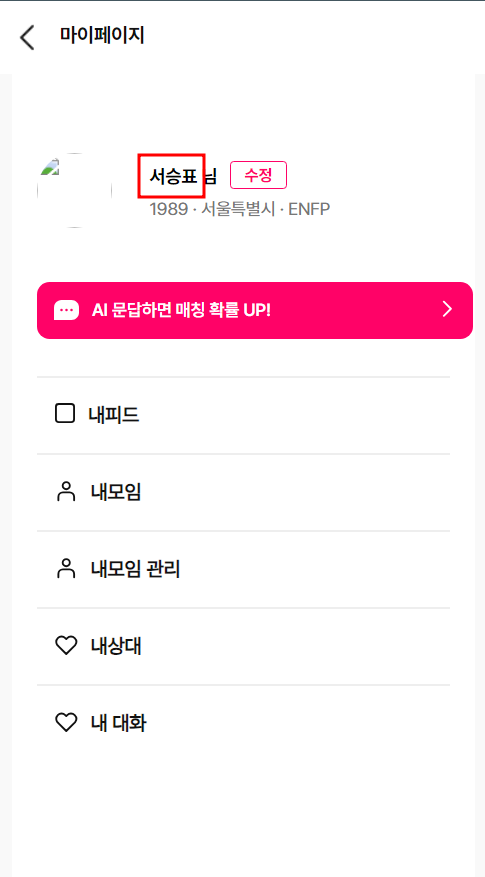 마이페이지
서승표 님 수정
1989 · 서울특별시 · ENFP
AI 문답하면 매칭 확률 UP!
내피드
내모임
내모임 관리
내상대
내 대화